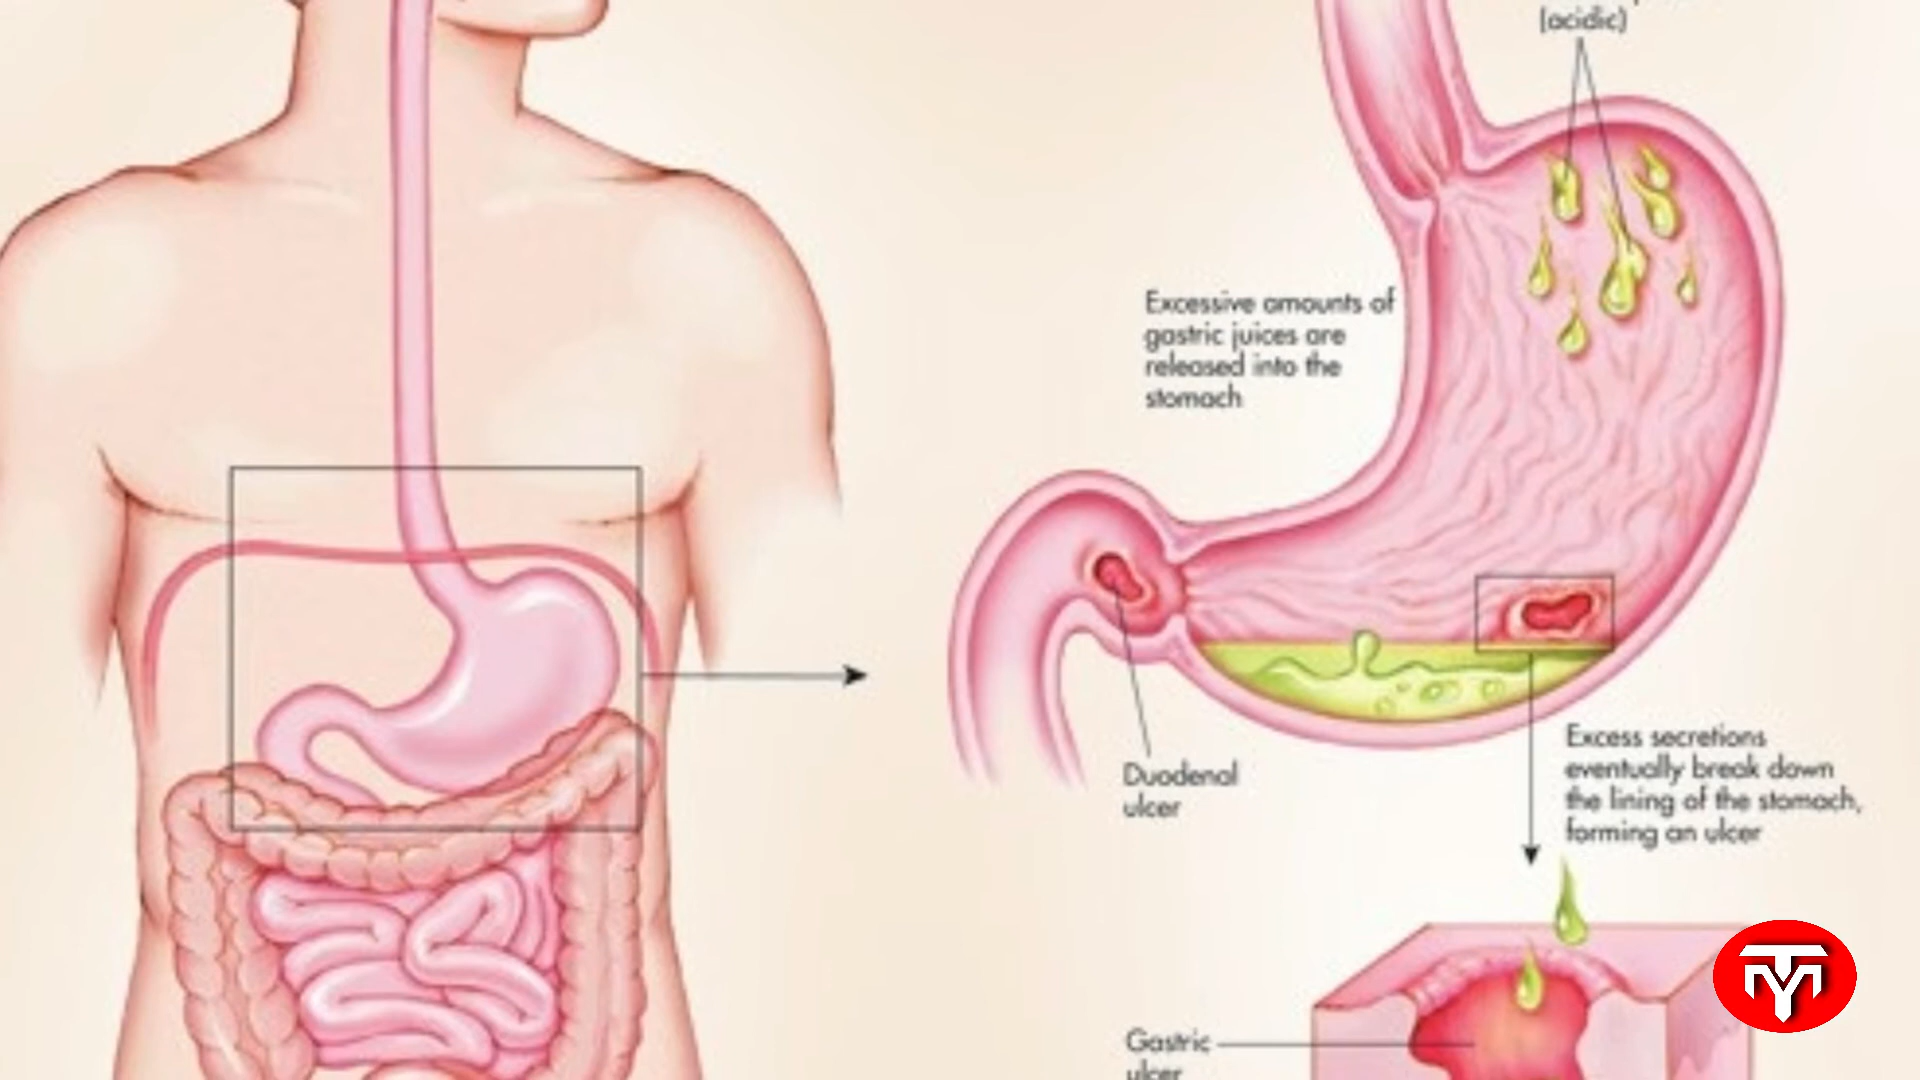 (acidic)
Excessive amounts of
gastric juices are
released into the
stomach
Duodenal
ulcer
Excess secretions
eventually break down
the lining of the stomach,
forming an ulcer
Gastric
ulcer